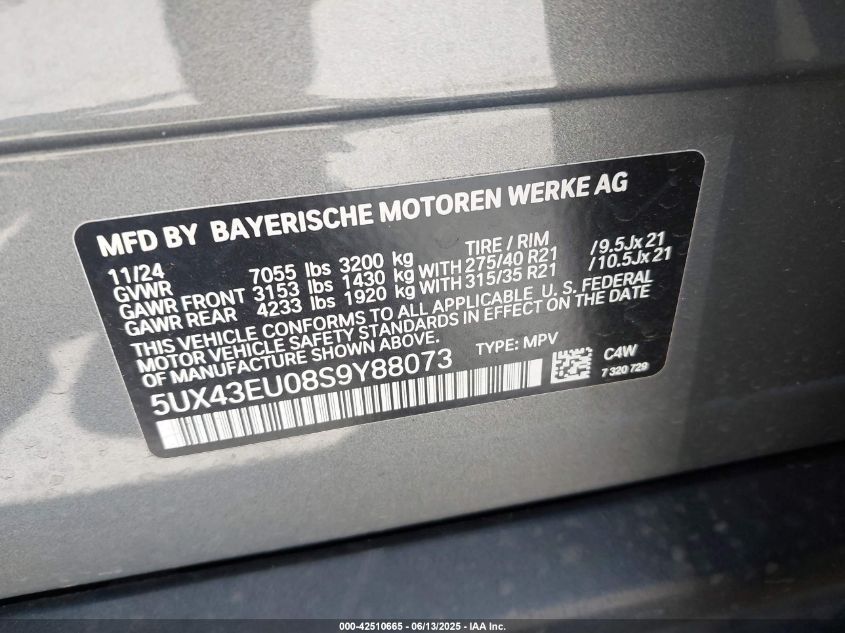 MFD BY BAYERISCHE MOTOREN WERKE AG
11/24 TIRE / RIM
GVWR 7055 lbs 3200 kg
GAWR FRONT 3153 lbs 1430 kg WITH 275/40 R21 /9.5Jx21
GAWR REAR 4233 lbs 1920 kg WITH 315/35 R21 /10.5Jx21
THIS VEHICLE CONFORMS TO ALL APPLICABLE U. S. FEDERAL
MOTOR VEHICLE SAFETY STANDARDS IN EFFECT ON THE DATE
OF MANUFACTURE SHOWN ABOVE.
5UX43EU08S9Y88073 TYPE: MPV
C4W
7 320 729
000-42510665 - 06/13/2025 - IAA Inc.